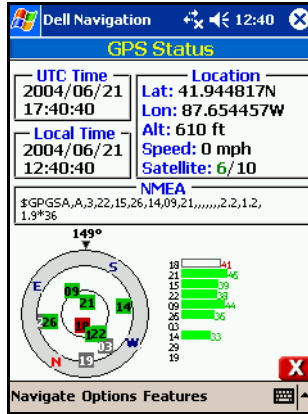 Dell Navigation 12:40
GPS Status
UTC Time
2004/06/21
17:40:40
Local Time
2004/06/21
12:40:40
Location
Lat: 41.944817N
Lon: 87.654457W
Alt: 610 ft
Speed: 0 mph
Satellite: 6/10
NMEA
$GPGSA,A,3,22,15,26,14,09,21,,,,,,,2.2,1.2,
1.9*36
149°
S
E
W
N
09
21
14
26
22
03
19
18 41
21 45
15 39
22
09 44
26 36
03
14 33
29
19
X
Navigate Options Features